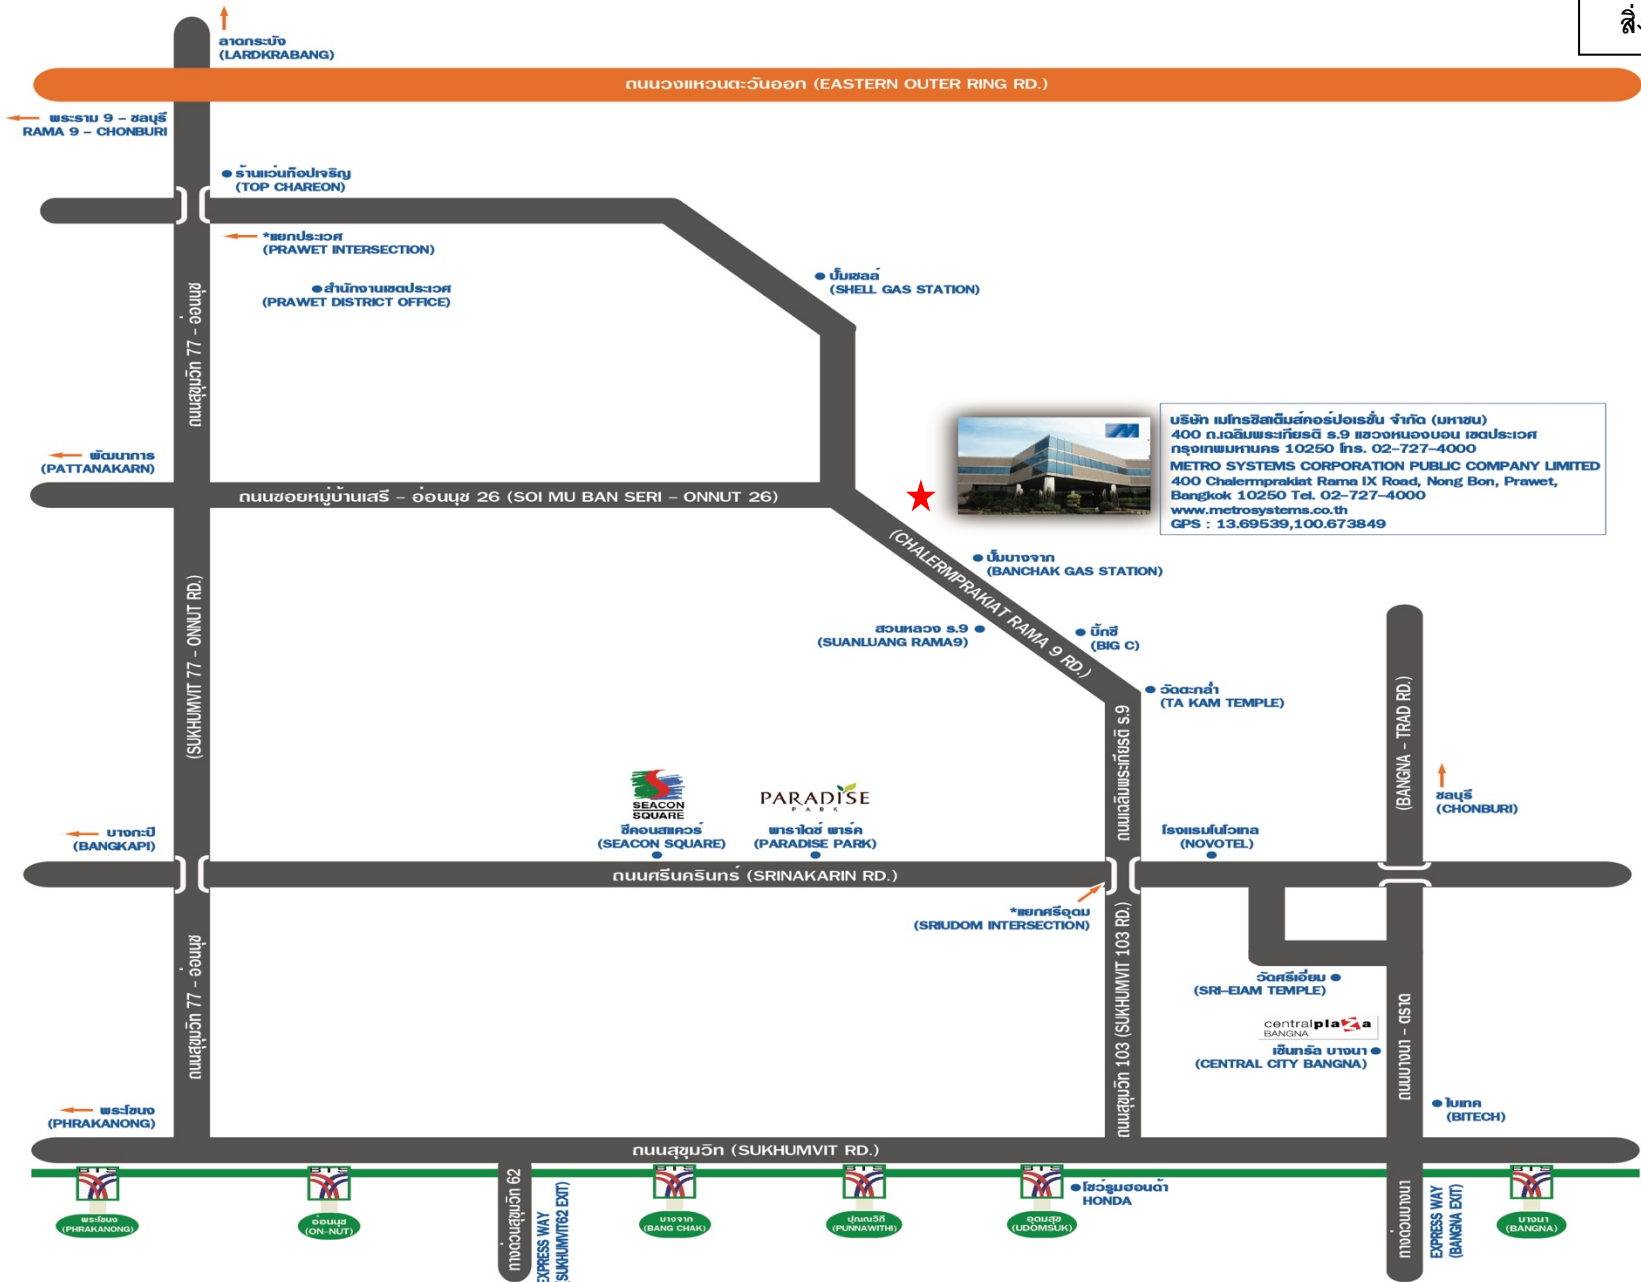 สิ่
ลาดกระบัง
(LARDKRABANG)
ถนนวงแหวนตะวันออก (EASTERN OUTER RING RD.)
พระราม 9 - ชลบุรี
RAMA 9 - CHONBURI
ร้านแว่นท็อปเจริญ
(TOP CHAREON)
*แยกประเวศ
(PRAWET INTERSECTION)
สำนักงานเขตประเวศ
(PRAWET DISTRICT OFFICE)
ปั๊มเชลล์
(SHELL GAS STATION)
ถนนสุขุมวิท 77 - อ่อนนุช
บริษัท เมโทรซิสเต็มส์คอร์ปอเรชั่น จำกัด (มหาชน)
400 ถ.เฉลิมพระเกียรติ ร.9 แขวงหนองบอน เขตประเวศ
กรุงเทพมหานคร 10250 โทร. 02-727-4000
METRO SYSTEMS CORPORATION PUBLIC COMPANY LIMITED
400 Chalermprakiat Rama IX Road, Nong Bon, Prawet,
Bangkok 10250 Tel. 02-727-4000
www.metrosystems.co.th
GPS : 13.69539,100.673849
พัฒนาการ
(PATTANAKARN)
ถนนซอยหมู่บ้านเสรี - อ่อนนุช 26 (SOI MU BAN SERI - ONNUT 26)
(CHALERMPRAKIAT RAMA 9 RD.)
ปั๊มบางจาก
(BANCHAK GAS STATION)
สวนหลวง ร.9
(SUANLUANG RAMA9)
บิ๊กซี
(BIG C)
(SUKHUMVIT 77 - ONNUT RD.)
วัดตะกล่ำ
(TA KAM TEMPLE)
ถนนเฉลิมพระเกียรติ ร.9
(BANGNA - TRAD RD.)
ชลบุรี
(CHONBURI)
SEACON
SQUARE
ซีคอนสแควร์
(SEACON SQUARE)
PARADISE
PARK
พาราไดซ์ พาร์ค
(PARADISE PARK)
บางกะปิ
(BANGKAPI)
โรงแรมโนโวเทล
(NOVOTEL)
ถนนศรีนครินทร์ (SRINAKARIN RD.)
*แยกศรีอุดม
(SRIUDOM INTERSECTION)
ถนนสุขุมวิท 77 - อ่อนนุช
ถนนสุขุมวิท 103 (SUKHUMVIT 103 RD.)
วัดศรีเอี่ยม
(SRI-EIAM TEMPLE)
centralplaza
BANGNA
เซ็นทรัล บางนา
(CENTRAL CITY BANGNA)
ถนนบางนา - ตราด
ไบเทค
(BITECH)
พระโขนง
(PHRAKANONG)
ถนนสุขุมวิท (SUKHUMVIT RD.)
BTS
BTS
BTS
BTS
BTS
BTS
พระโขนง
(PHRAKANONG)
อ่อนนุช
(ON-NUT)
ทางด่วนสุขุมวิท 62
EXPRESS WAY
(SUKHUMVIT62 EXIT)
บางจาก
(BANG CHAK)
ปุณณวิถี
(PUNNAWITHI)
อุดมสุข
(UDOMSUK)
โชว์รูมฮอนด้า
HONDA
ทางด่วนบางนา
EXPRESS WAY
(BANGNA EXIT)
บางนา
(BANGNA)